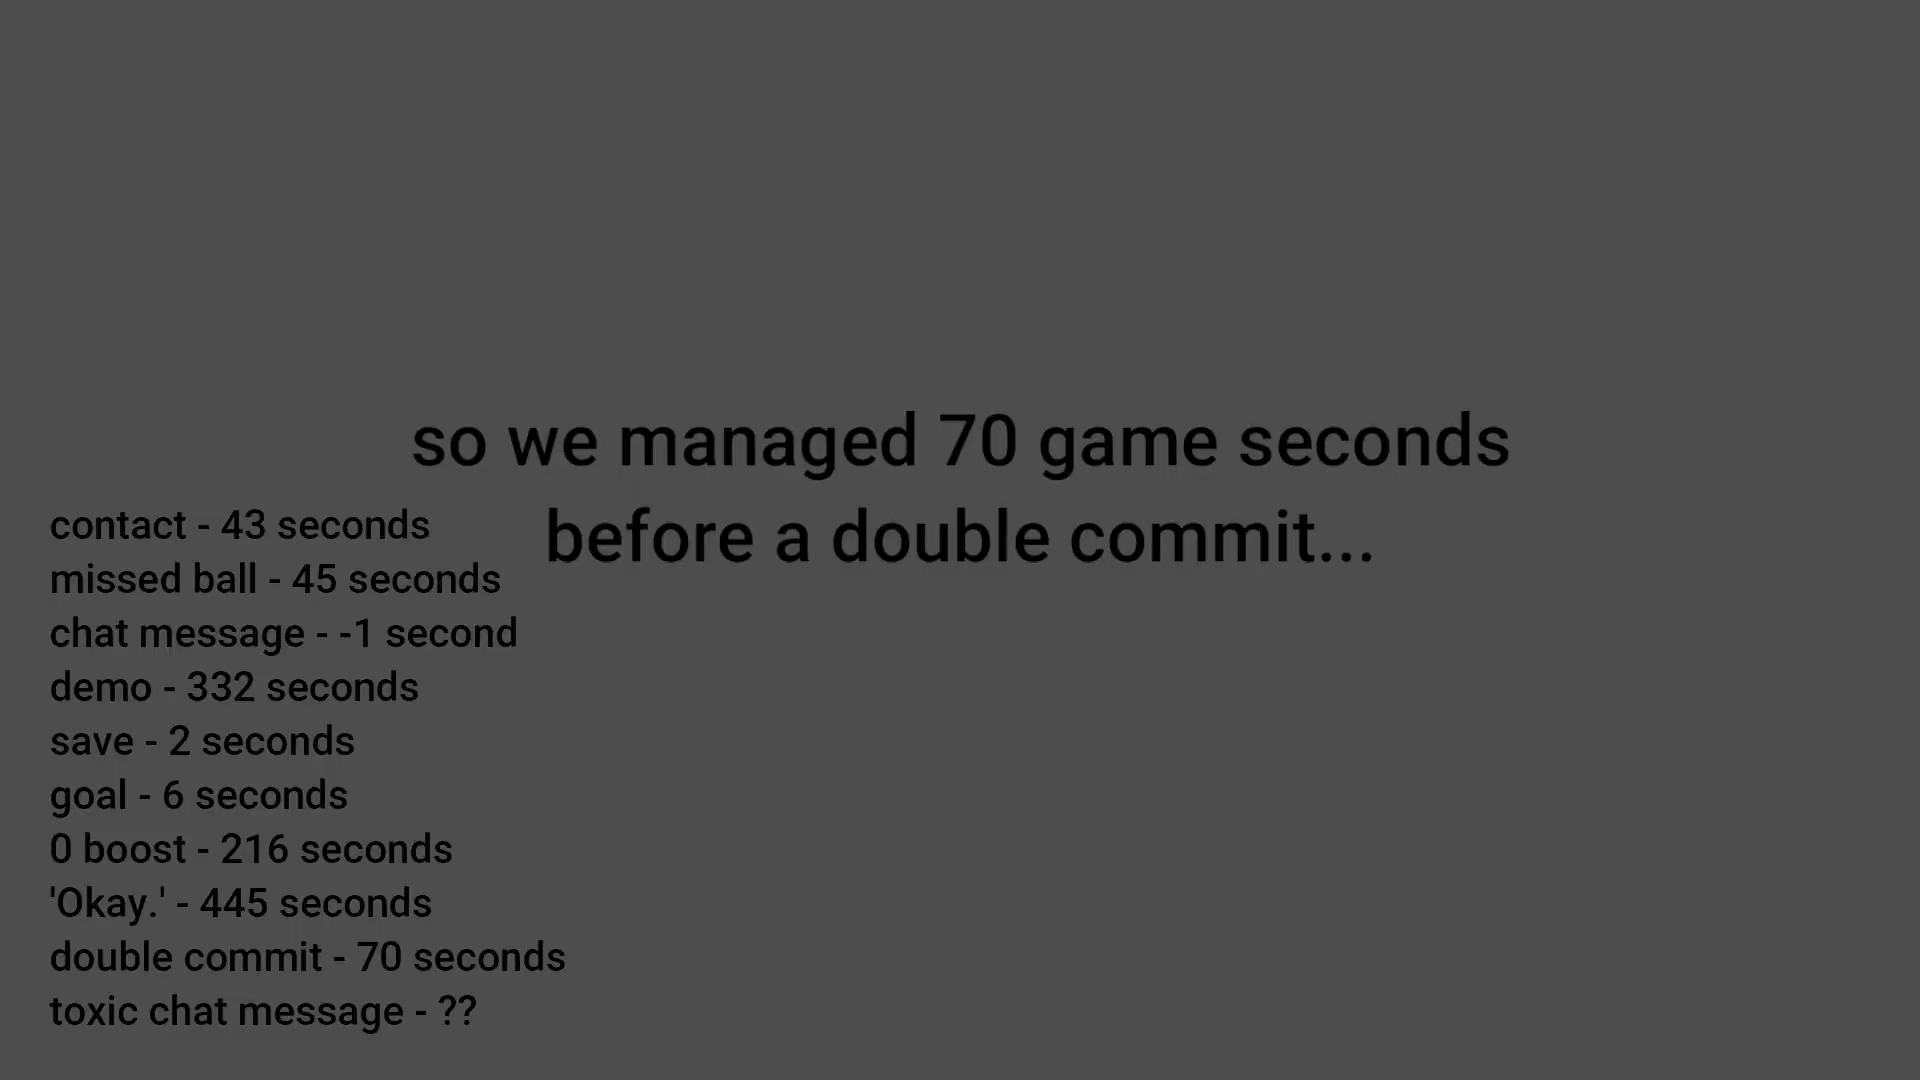 so we managed 70 game seconds
before a double commit...
contact - 43 seconds
missed ball - 45 seconds
chat message - -1 second
demo - 332 seconds
save - 2 seconds
goal - 6 seconds
0 boost - 216 seconds
'Okay.' - 445 seconds
double commit - 70 seconds
toxic chat message - ??